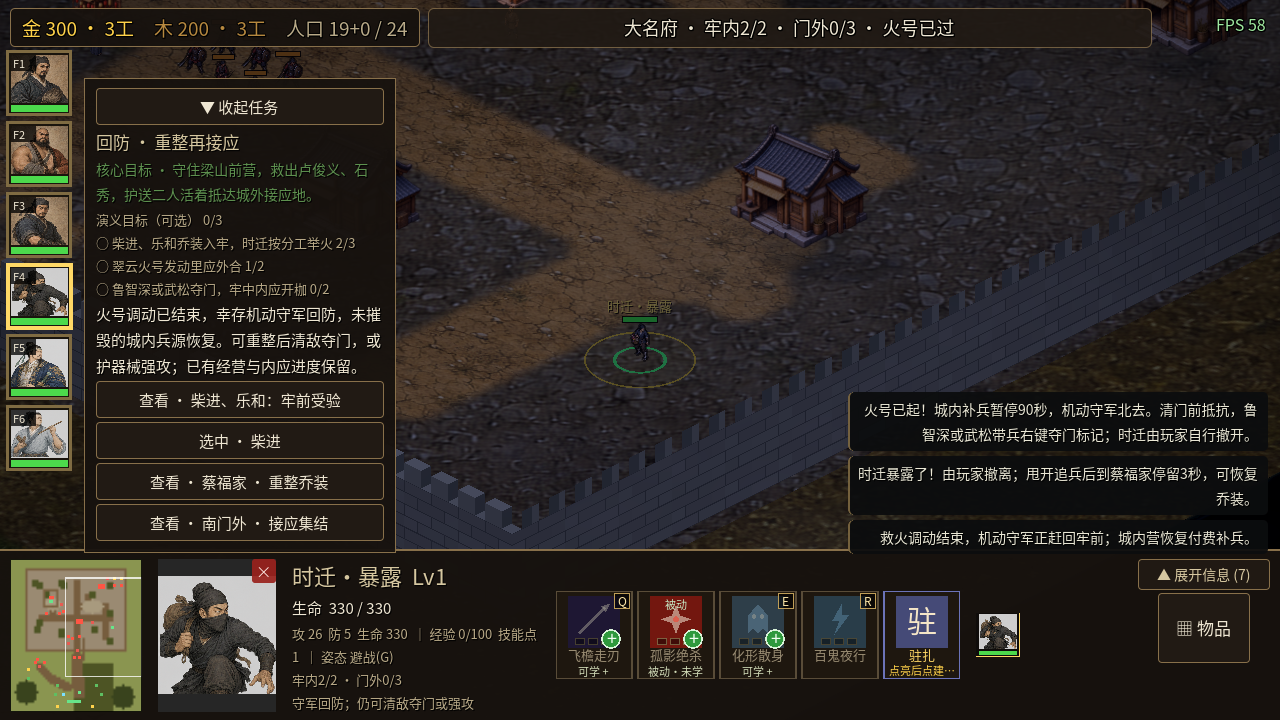 金 300 · 3工 木 200 · 3工 人口 19+0 / 24
大名府 · 牢内2/2 · 门外0/3 · 火号已过
FPS 58
F1
F2
F3
F4
F5
F6
▼ 收起任务
回防 · 重整再接应
核心目标 · 守住梁山前营，救出卢俊义、石
秀，护送二人活着抵达城外接应地。
演义目标（可选） 0/3
○ 柴进、乐和乔装入牢，时迁按分工举火 2/3
○ 翠云火号发动里应外合 1/2
○ 鲁智深或武松夺门，牢中内应开枷 0/2
火号调动已结束，幸存机动守军回防，未摧
毁的城内兵源恢复。可重整后清敌夺门，或
护器械强攻；已有经营与内应进度保留。
查看 · 柴进、乐和：牢前受验
选中 · 柴进
查看 · 蔡福家 · 重整乔装
查看 · 南门外 · 接应集结
时迁 · 暴露
火号已起！城内补兵暂停90秒，机动守军北去。清门前抵抗，鲁
智深或武松带兵右键夺门标记；时迁由玩家自行撤开。
时迁暴露了！由玩家撤离；甩开追兵后到蔡福家停留3秒，可恢复
乔装。
救火调动结束，机动守军正赶回牢前；城内营恢复付费补兵。
▲ 展开信息 (7)
时迁 · 暴露 Lv1
生命 330 / 330
攻 26 防 5 生命 330 ｜ 经验 0/100 技能点
1 ｜ 姿态 避战(G)
牢内2/2 · 门外0/3
守军回防；仍可清敌夺门或强攻
Q
飞檐走刃
可学 +
被动
孤影绝杀
被动 · 未学
E
化形散身
可学 +
R
百鬼夜行
驻
驻扎
点亮后点建…
▦ 物品